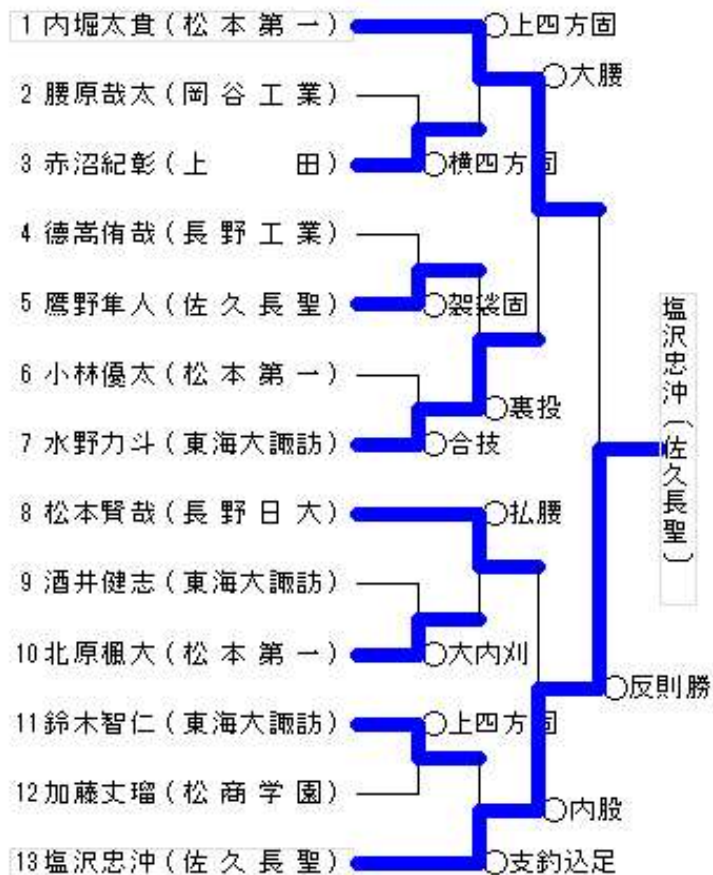 1 内堀太貴(松本第一)
○上四方固
○大腰
2 腰原哉太(岡谷工業)
3 赤沼紀彰(上　　田)
○横四方固
4 德嵩侑哉(長野工業)
5 鷹野隼人(佐久長聖)
○袈裟固
6 小林優太(松本第一)
○裏投
7 水野力斗(東海大諏訪)
○合技
塩沢忠沖(佐久長聖)
8 松本賢哉(長野日大)
○払腰
9 酒井健志(東海大諏訪)
10 北原楓大(松本第一)
○大内刈
○反則勝
11 鈴木智仁(東海大諏訪)
○上四方固
12 加藤丈瑠(松商学園)
○内股
13 塩沢忠沖(佐久長聖)
○支釣込足